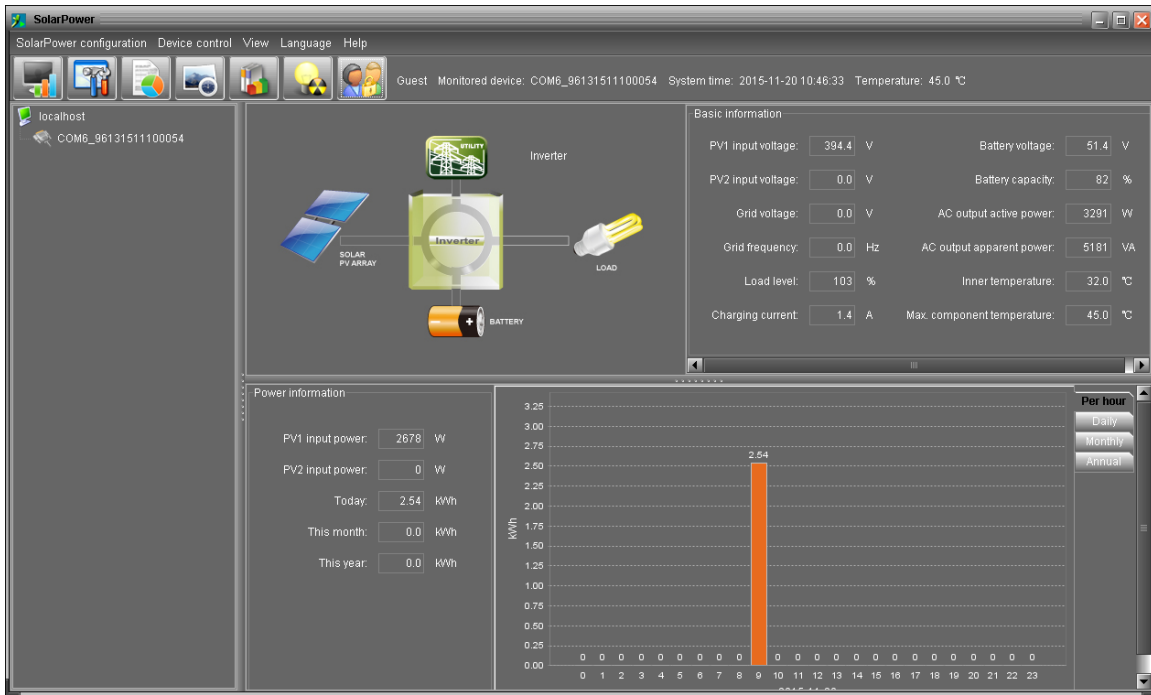 SolarPower
SolarPower configuration Device control View Language Help
Guest Monitored device: COM6_96131511100054 System time: 2015-11-20 10:46:33 Temperature: 45.0 ℃
localhost
COM6_96131511100054
UTILITY
Inverter
Inverter
SOLAR
PV ARRAY
LOAD
BATTERY
Basic information
PV1 input voltage: 394.4 V Battery voltage: 51.4 V
PV2 input voltage: 0.0 V Battery capacity: 82 %
Grid voltage: 0.0 V AC output active power: 3291 W
Grid frequency: 0.0 Hz AC output apparent power: 5181 VA
Load level: 103 % Inner temperature: 32.0 ℃
Charging current: 1.4 A Max. component temperature: 45.0 ℃
Power information
PV1 input power: 2678 W
PV2 input power: 0 W
Today: 2.54 kWh
This month: 0.0 kWh
This year: 0.0 kWh
kWh
3.25
3.00
2.75
2.50
2.25
2.00
1.75
1.50
1.25
1.00
0.75
0.50
0.25
0.00
2.54
0 0 0 0 0 0 0 0 0 0 0 0 0 0 0 0 0 0 0 0 0 0 0
0 1 2 3 4 5 6 7 8 9 10 11 12 13 14 15 16 17 18 19 20 21 22 23
Per hour
Daily
Monthly
Annual